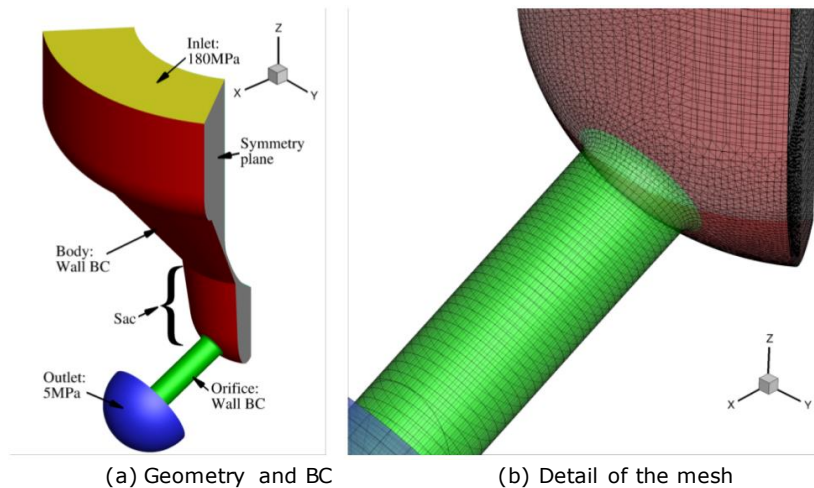 Inlet:
180MPa
Z
X
Y
Symmetry
plane
Body:
Wall BC
Sac
Outlet:
5MPa
Orifice:
Wall BC
Z
X
Y
(a) Geometry and BC
(b) Detail of the mesh